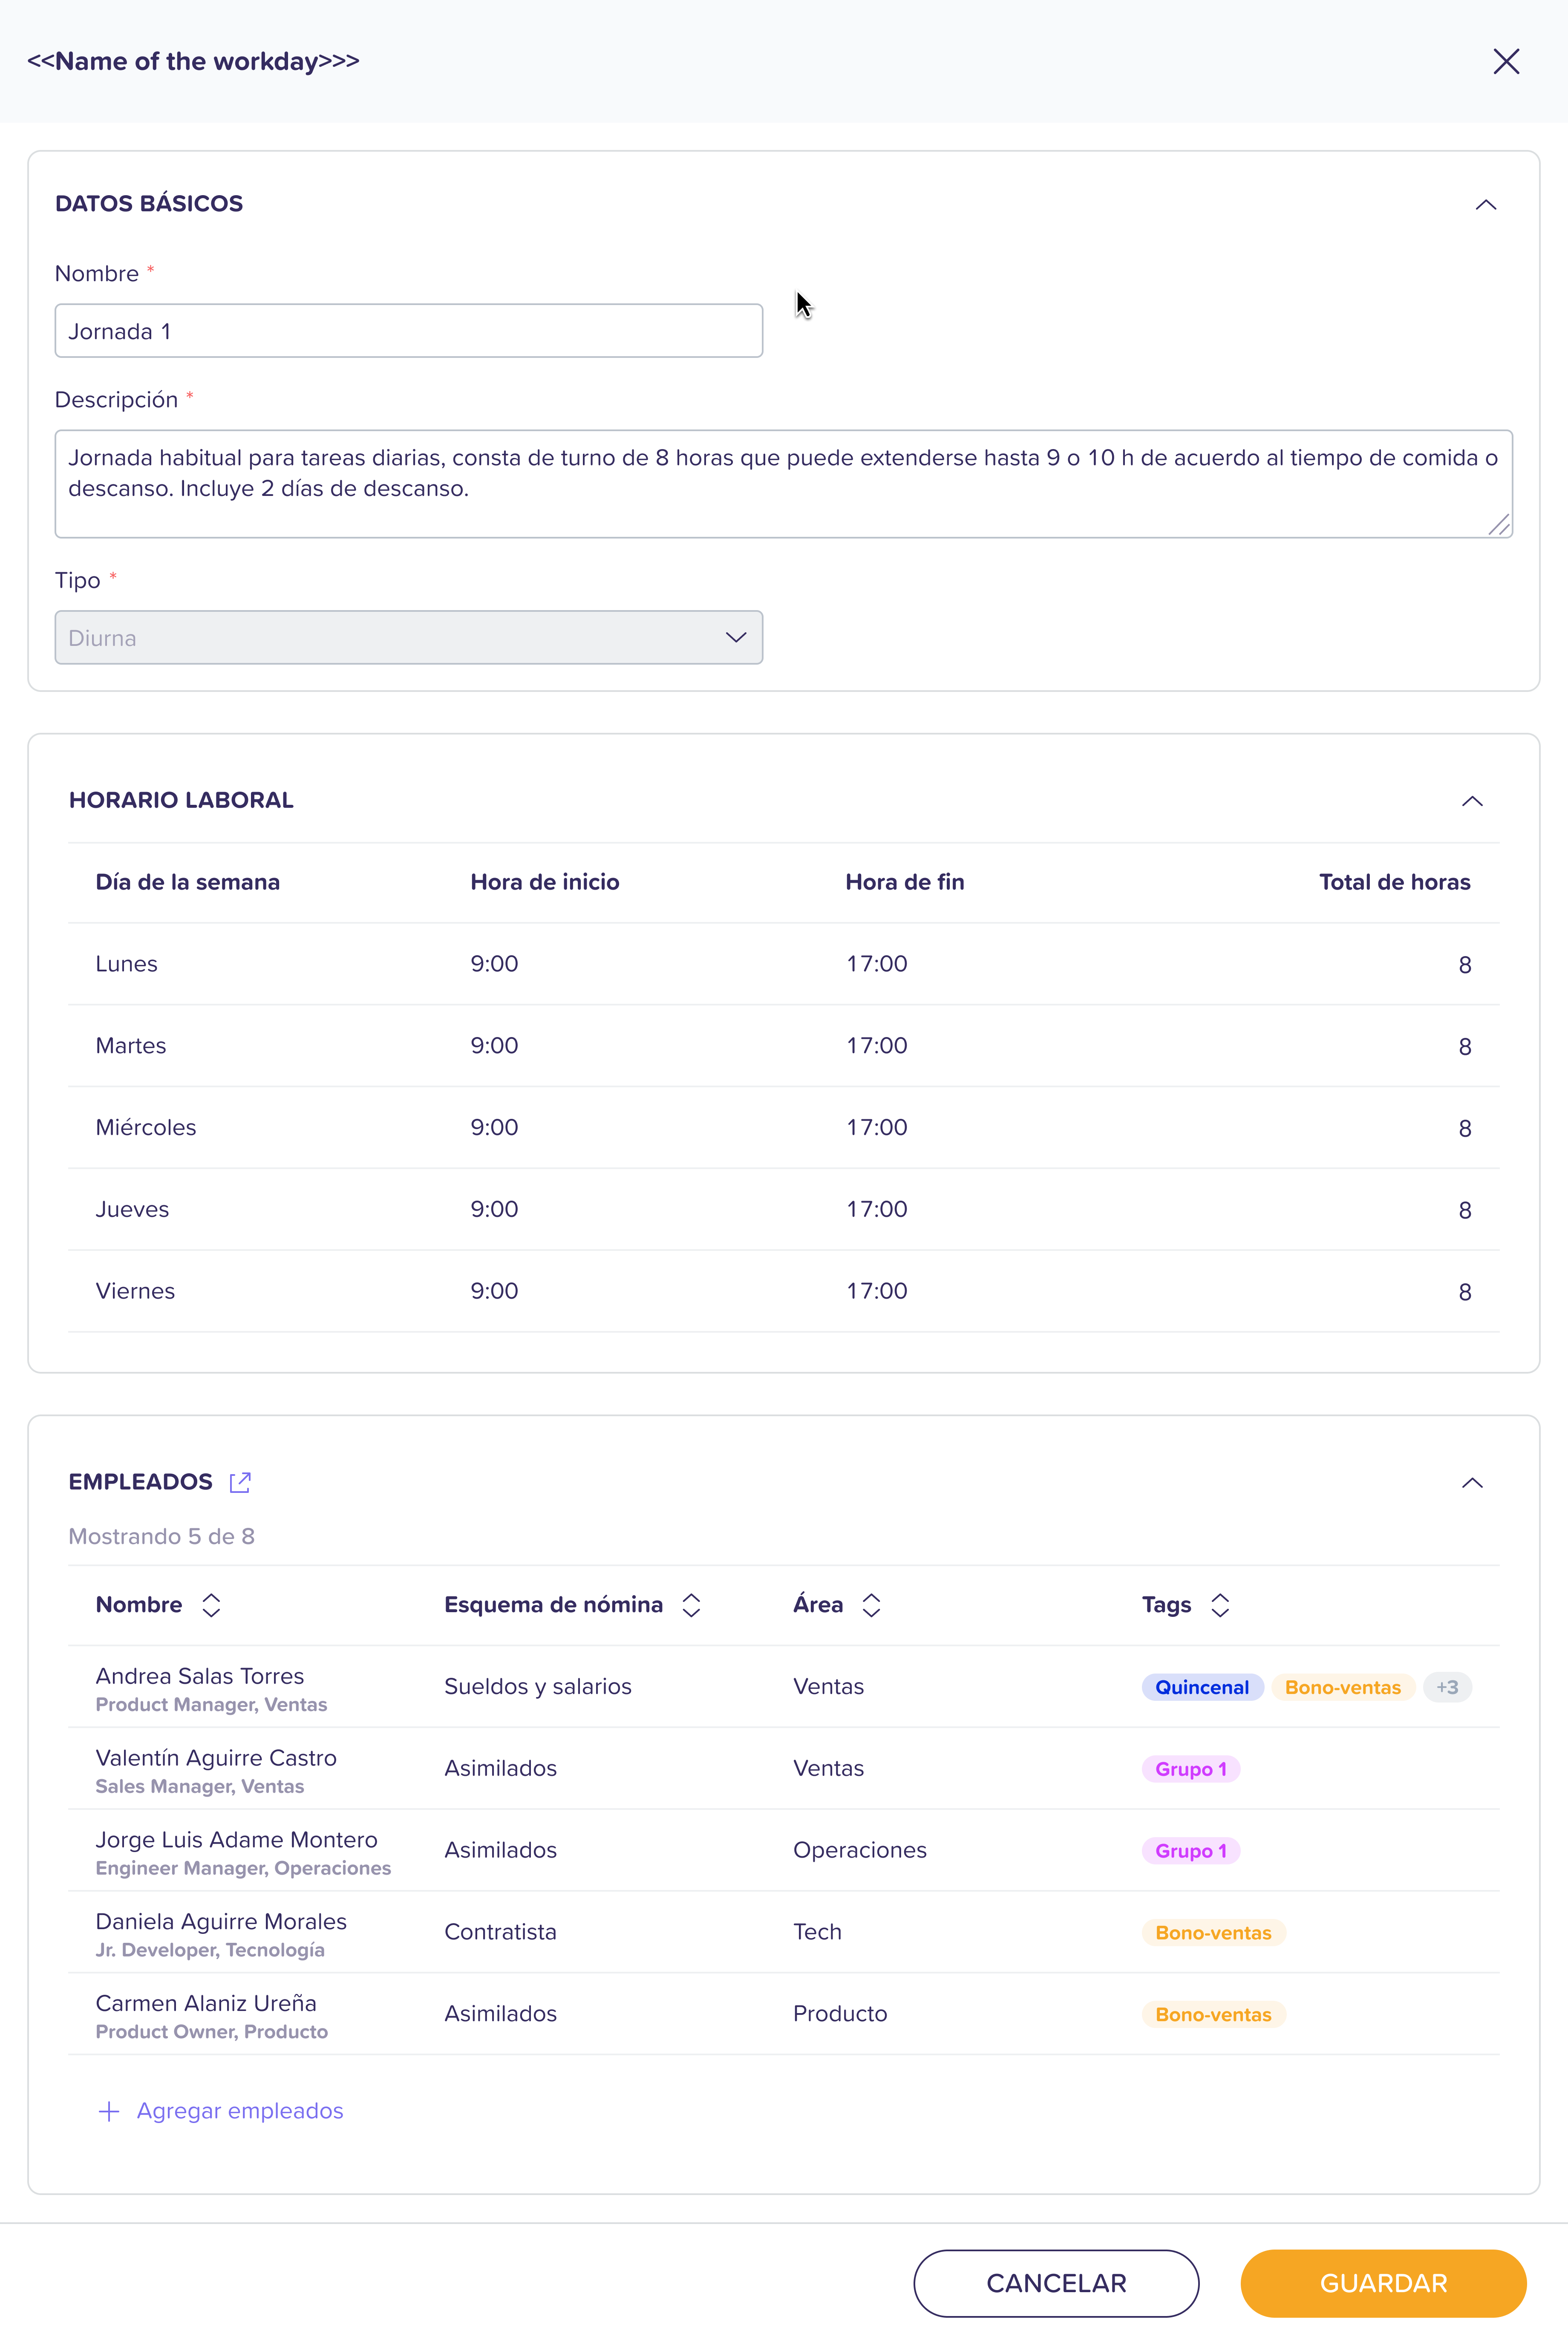 <<Name of the workday>>>
DATOS BÁSICOS
Nombre *
Jornada 1
Descripción *
Jornada habitual para tareas diarias, consta de turno de 8 horas que puede extenderse hasta 9 o 10 h de acuerdo al tiempo de comida o
descanso. Incluye 2 días de descanso.
Tipo *
Diurna
HORARIO LABORAL
Día de la semana Hora de inicio Hora de fin Total de horas
Lunes 9:00 17:00 8
Martes 9:00 17:00 8
Miércoles 9:00 17:00 8
Jueves 9:00 17:00 8
Viernes 9:00 17:00 8
EMPLEADOS
Mostrando 5 de 8
Nombre Esquema de nómina Área Tags
Andrea Salas Torres Sueldos y salarios Ventas Quincenal Bono-ventas +3
Product Manager, Ventas
Valentín Aguirre Castro Asimilados Ventas Grupo 1
Sales Manager, Ventas
Jorge Luis Adame Montero Asimilados Operaciones Grupo 1
Engineer Manager, Operaciones
Daniela Aguirre Morales Contratista Tech Bono-ventas
Jr. Developer, Tecnología
Carmen Alaniz Ureña Asimilados Producto Bono-ventas
Product Owner, Producto
+ Agregar empleados
CANCELAR GUARDAR